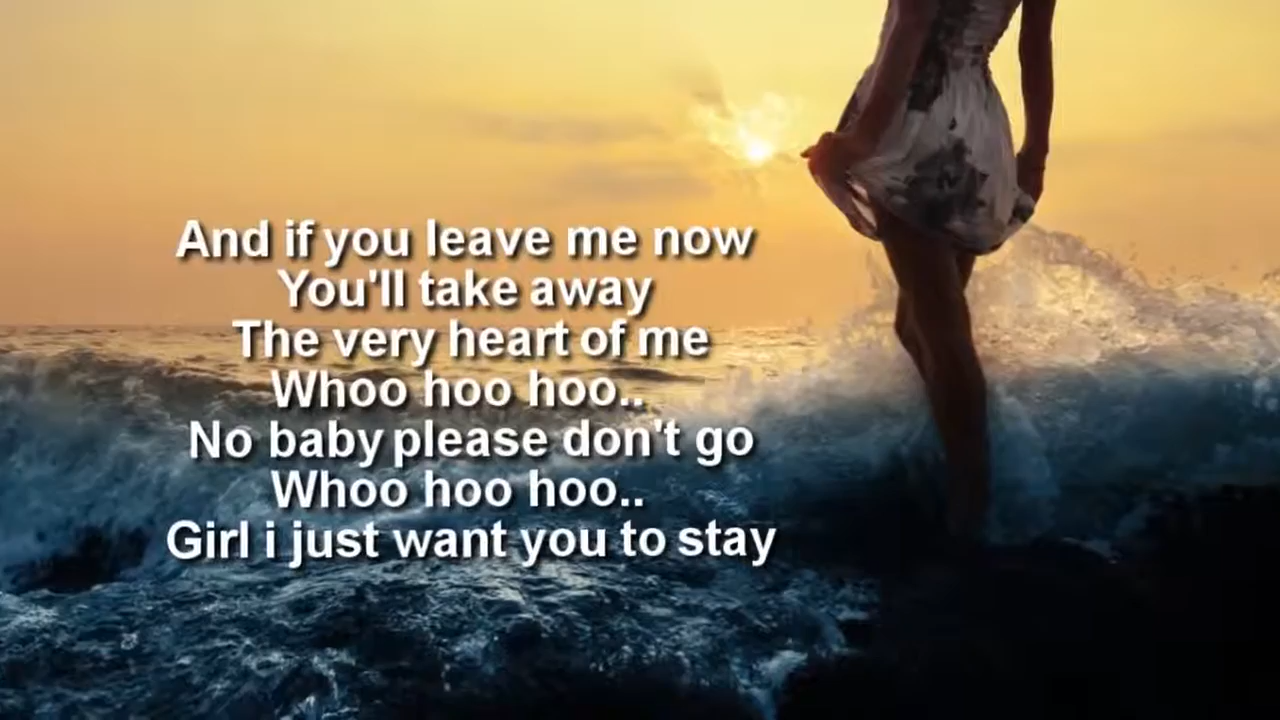 And if you leave me now
You'll take away
The very heart of me
Whoo hoo hoo..
No baby please don't go
Whoo hoo hoo..
Girl i just want you to stay